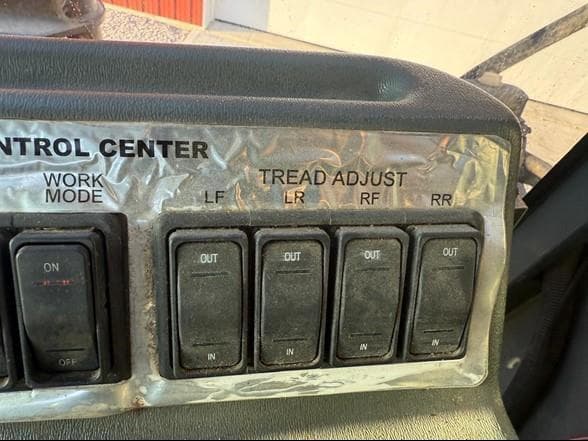 NTROL CENTER
WORK
MODE
TREAD ADJUST
LF LR RF RR
ON
OFF
OUT OUT OUT OUT
IN IN IN IN